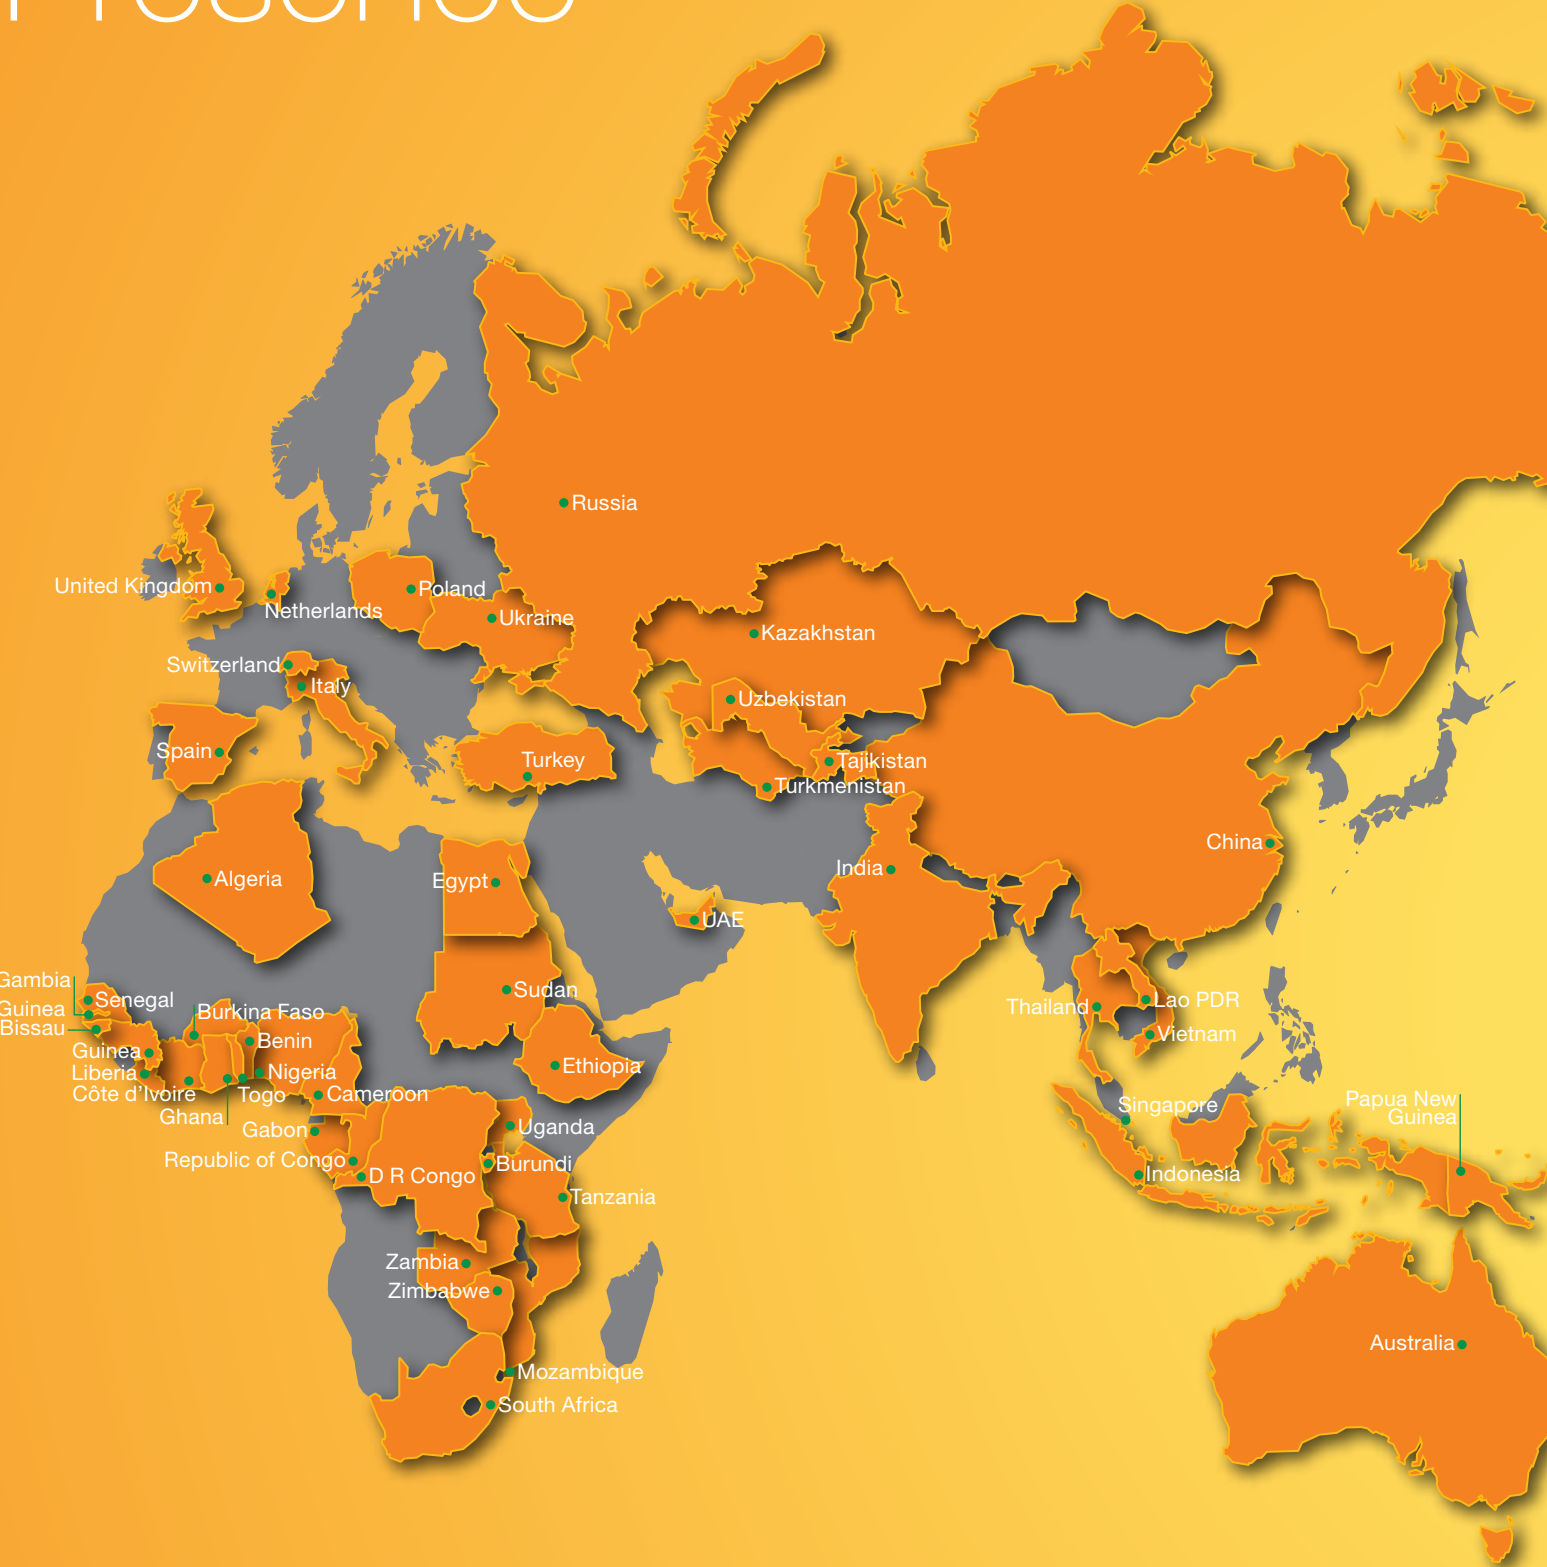 Presence
Russia
United Kingdom
Poland
Netherlands
Ukraine
Kazakhstan
Switzerland
Italy
Uzbekistan
Spain
Turkey
Tajikistan
Turkmenistan
China
India
Algeria
Egypt
UAE
Gambia
Senegal
Guinea
Bissau
Burkina Faso
Sudan
Thailand
Lao PDR
Vietnam
Benin
Guinea
Ethiopia
Liberia
Nigeria
Côte d'Ivoire
Togo
Cameroon
Ghana
Singapore
Papua New
Guinea
Gabon
Uganda
Republic of Congo
Burundi
D R Congo
Indonesia
Tanzania
Zambia
Zimbabwe
Australia
Mozambique
South Africa